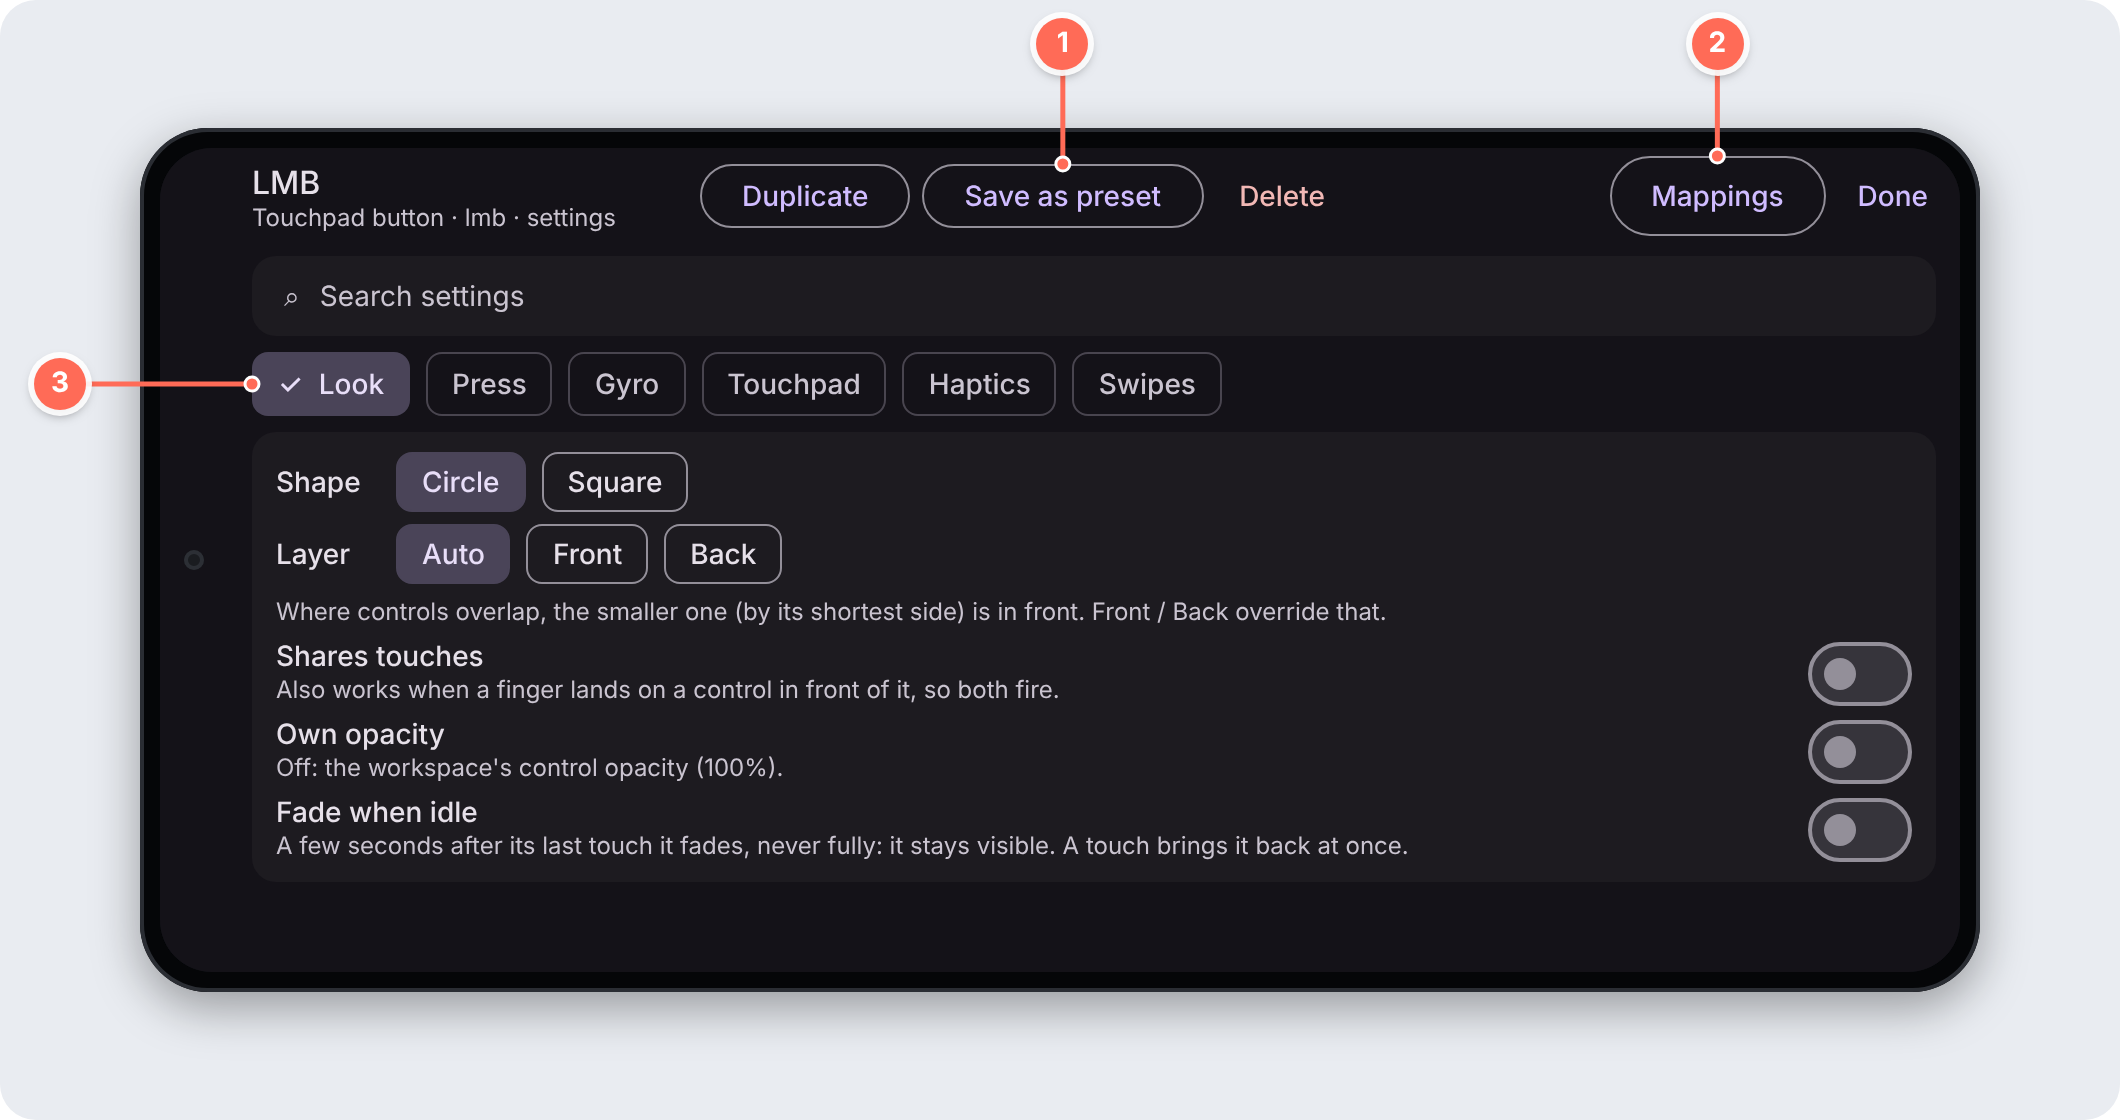 1
2
LMB
Touchpad button · lmb · settings
Duplicate
Save as preset
Delete
Mappings
Done
Search settings
3
Look
Press
Gyro
Touchpad
Haptics
Swipes
Shape
Circle
Square
Layer
Auto
Front
Back
Where controls overlap, the smaller one (by its shortest side) is in front. Front / Back override that.
Shares touches
Also works when a finger lands on a control in front of it, so both fire.
Own opacity
Off: the workspace's control opacity (100%).
Fade when idle
A few seconds after its last touch it fades, never fully: it stays visible. A touch brings it back at once.